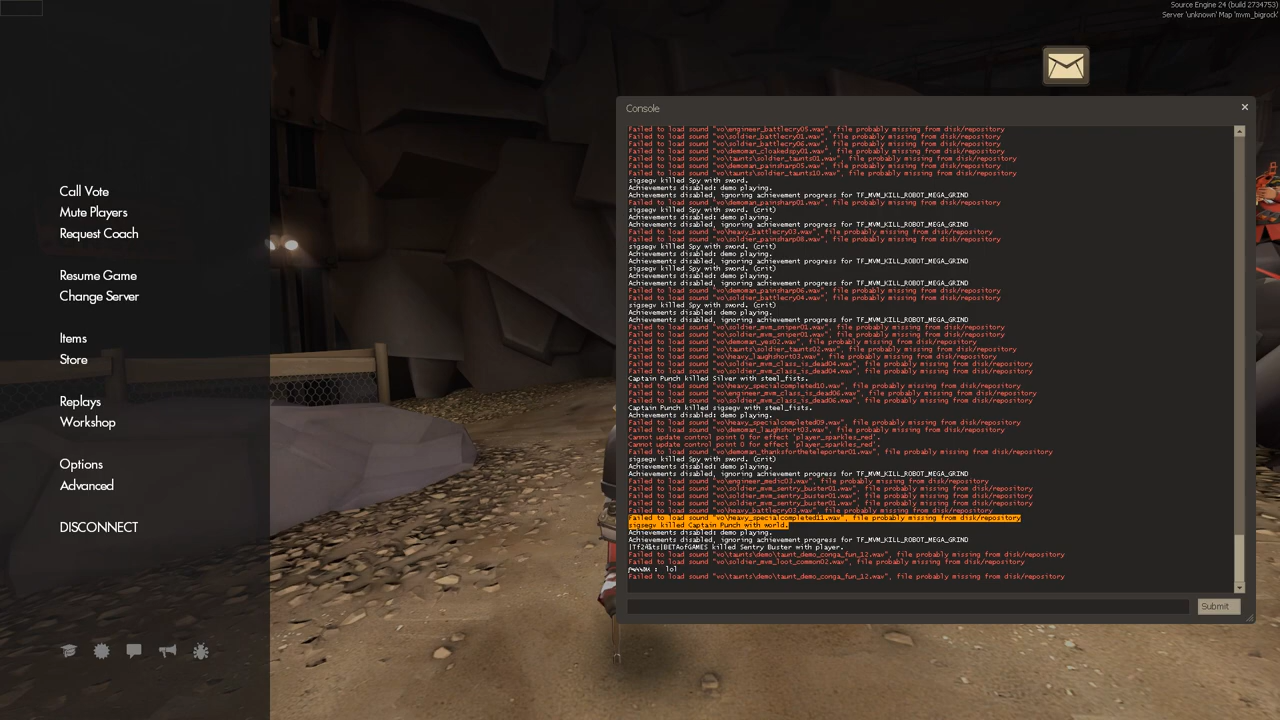 Source Engine 24 (build 2734753)
Server 'unknown' Map 'mvm_bigrock'
Call Vote
Mute Players
Request Coach
Resume Game
Change Server
Items
Store
Replays
Workshop
Options
Advanced
DISCONNECT
Console
Failed to load sound "vo\engineer_battlecry05.wav", file probably missing from disk/repository
Failed to load sound "vo\soldier_battlecry01.wav", file probably missing from disk/repository
Failed to load sound "vo\soldier_battlecry06.wav", file probably missing from disk/repository
Failed to load sound "vo\demoman_cloakedspy01.wav", file probably missing from disk/repository
Failed to load sound "vo\taunts\soldier_taunts01.wav", file probably missing from disk/repository
Failed to load sound "vo\demoman_painsharp05.wav", file probably missing from disk/repository
Failed to load sound "vo\taunts\soldier_taunts10.wav", file probably missing from disk/repository
sigsegv killed Spy with sword.
Achievements disabled: demo playing.
Achievements disabled, ignoring achievement progress for TF_MVM_KILL_ROBOT_MEGA_GRIND
Failed to load sound "vo\demoman_painsharp01.wav", file probably missing from disk/repository
sigsegv killed Spy with sword. (crit)
Achievements disabled: demo playing.
Achievements disabled, ignoring achievement progress for TF_MVM_KILL_ROBOT_MEGA_GRIND
Failed to load sound "vo\heavy_battlecry03.wav", file probably missing from disk/repository
Failed to load sound "vo\soldier_painsharp08.wav", file probably missing from disk/repository
sigsegv killed Spy with sword. (crit)
Achievements disabled: demo playing.
Achievements disabled, ignoring achievement progress for TF_MVM_KILL_ROBOT_MEGA_GRIND
sigsegv killed Spy with sword. (crit)
Achievements disabled: demo playing.
Achievements disabled, ignoring achievement progress for TF_MVM_KILL_ROBOT_MEGA_GRIND
Failed to load sound "vo\demoman_painsharp06.wav", file probably missing from disk/repository
Failed to load sound "vo\soldier_battlecry04.wav", file probably missing from disk/repository
sigsegv killed Spy with sword. (crit)
Achievements disabled: demo playing.
Achievements disabled, ignoring achievement progress for TF_MVM_KILL_ROBOT_MEGA_GRIND
Failed to load sound "vo\soldier_mvm_sniper01.wav", file probably missing from disk/repository
Failed to load sound "vo\soldier_mvm_sniper01.wav", file probably missing from disk/repository
Failed to load sound "vo\demoman_yes02.wav", file probably missing from disk/repository
Failed to load sound "vo\taunts\soldier_taunts02.wav", file probably missing from disk/repository
Failed to load sound "vo\heavy_laughshort03.wav", file probably missing from disk/repository
Failed to load sound "vo\soldier_mvm_class_is_dead04.wav", file probably missing from disk/repository
Failed to load sound "vo\soldier_mvm_class_is_dead04.wav", file probably missing from disk/repository
Captain Punch killed Silver with steel_fists.
Failed to load sound "vo\heavy_specialcompleted10.wav", file probably missing from disk/repository
Failed to load sound "vo\engineer_mvm_class_is_dead06.wav", file probably missing from disk/repository
Failed to load sound "vo\soldier_mvm_class_is_dead06.wav", file probably missing from disk/repository
Captain Punch killed sigsegv with steel_fists.
Achievements disabled: demo playing.
Failed to load sound "vo\heavy_specialcompleted09.wav", file probably missing from disk/repository
Failed to load sound "vo\demoman_laughshort03.wav", file probably missing from disk/repository
Cannot update control point 0 for effect 'player_sparkles_red'.
Cannot update control point 0 for effect 'player_sparkles_red'.
Failed to load sound "vo\demoman_thanksfortheteleporter01.wav", file probably missing from disk/repository
sigsegv killed Spy with sword. (crit)
Achievements disabled: demo playing.
Achievements disabled, ignoring achievement progress for TF_MVM_KILL_ROBOT_MEGA_GRIND
Failed to load sound "vo\engineer_medic03.wav", file probably missing from disk/repository
Failed to load sound "vo\soldier_mvm_sentry_buster01.wav", file probably missing from disk/repository
Failed to load sound "vo\soldier_mvm_sentry_buster01.wav", file probably missing from disk/repository
Failed to load sound "vo\soldier_mvm_sentry_buster01.wav", file probably missing from disk/repository
Failed to load sound "vo\heavy_battlecry03.wav", file probably missing from disk/repository
Failed to load sound "vo\heavy_specialcompleted11.wav", file probably missing from disk/repository
sigsegv killed Captain Punch with world.
Achievements disabled: demo playing.
Achievements disabled, ignoring achievement progress for TF_MVM_KILL_ROBOT_MEGA_GRIND
killed Sentry Buster with player.
Failed to load sound "vo\taunts\demo\taunt_demo_conga_fun_12.wav", file probably missing from disk/repository
Failed to load sound "vo\soldier_mvm_loot_common02.wav", file probably missing from disk/repository
: lol
Failed to load sound "vo\taunts\demo\taunt_demo_conga_fun_12.wav", file probably missing from disk/repository
Submit